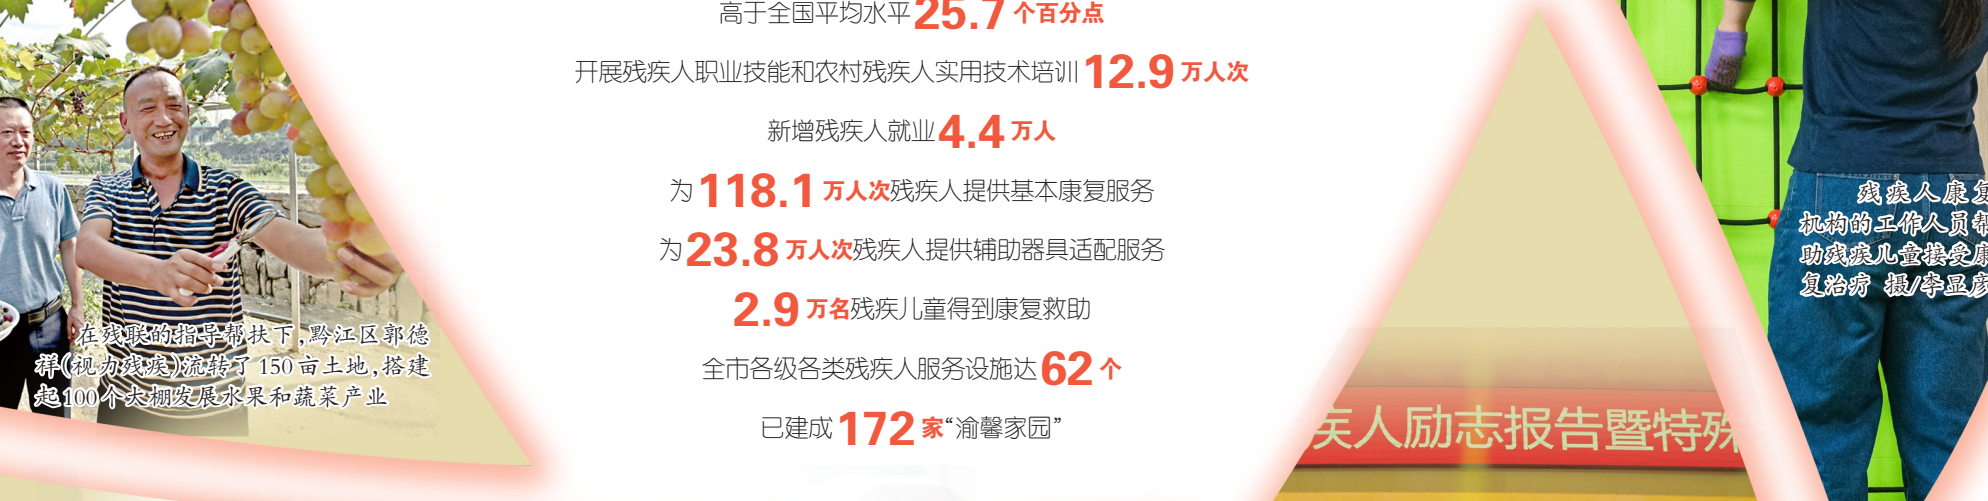 高于全国平均水平25.7个百分点
开展残疾人职业技能和农村残疾人实用技术培训12.9万人次
新增残疾人就业4.4万人
为118.1万人次残疾人提供基本康复服务
为23.8万人次残疾人提供辅助器具适配服务
2.9万名残疾儿童得到康复救助
全市各级各类残疾人服务设施达62个
已建成172家“渝馨家园”
在残联的指导帮扶下,黔江区郭德
祥(视力残疾)流转了150亩土地,搭建
起100个大棚发展水果和蔬菜产业
疾人励志报告暨特殊
残疾人康复
机构的工作人员帮
助残疾儿童接受康
复治疗 摄/李显彦